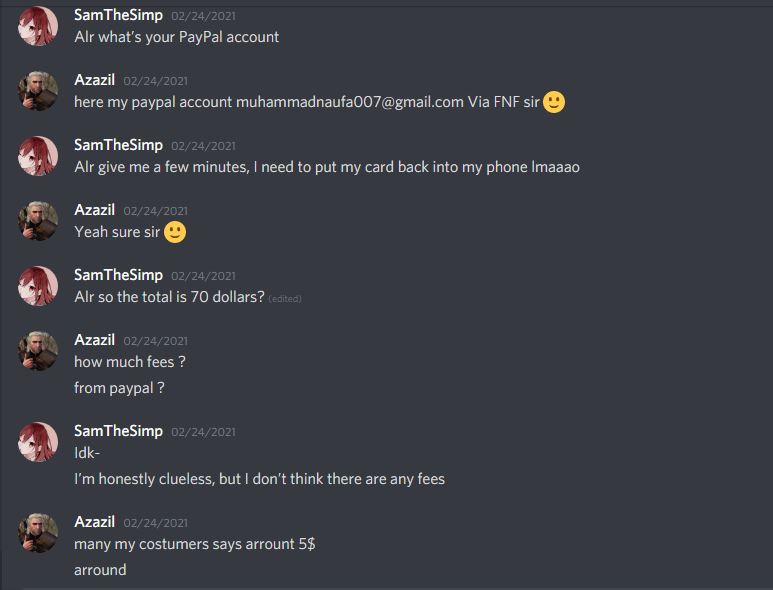 SamTheSimp 02/24/2021
Alr what's your PayPal account
Azazil 02/24/2021
here my paypal account muhammadnaufa007@gmail.com Via FNF sir 🙂
SamTheSimp 02/24/2021
Alr give me a few minutes, I need to put my card back into my phone lmaaao
Azazil 02/24/2021
Yeah sure sir 🙂
SamTheSimp 02/24/2021
Alr so the total is 70 dollars? (edited)
Azazil 02/24/2021
how much fees ?
from paypal ?
SamTheSimp 02/24/2021
Idk-
I'm honestly clueless, but I don't think there are any fees
Azazil 02/24/2021
many my costumers says arrount 5$
arround